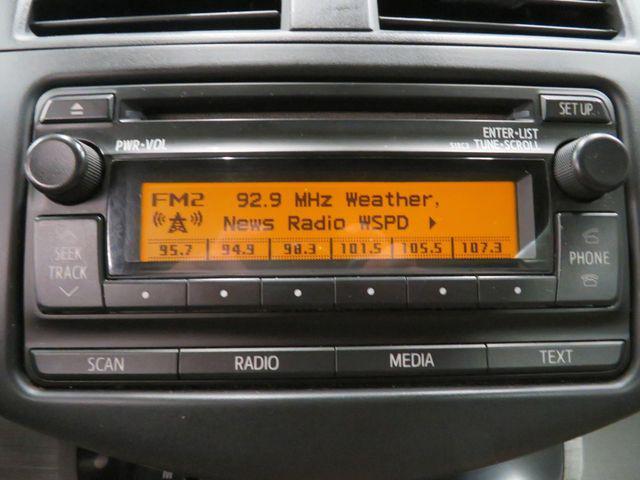 SET UP
PWR•VOL
ENTER•LIST
518C3 TUNE•SCROLL
FM2 92.9 MHz Weather,
News Radio WSPD
95.7 94.9 98.3 101.5 105.5 107.3
SEEK
TRACK
PHONE
SCAN RADIO MEDIA TEXT
M